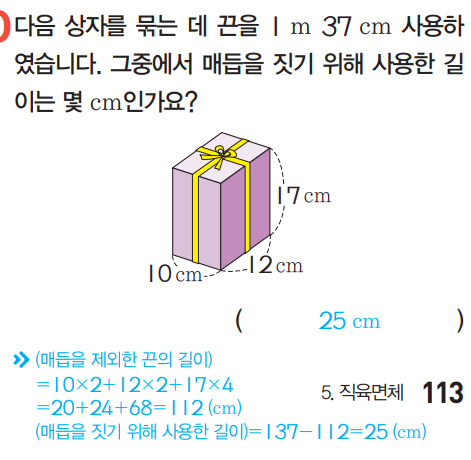 다음 상자를 묶는 데 끈을 1 m 37 cm 사용하
였습니다. 그중에서 매듭을 짓기 위해 사용한 길
이는 몇 cm인가요?
17 cm
12 cm
10 cm
( 25 cm )
(매듭을 제외한 끈의 길이)
=10×2+12×2+17×4
=20+24+68=112 (cm)
(매듭을 짓기 위해 사용한 길이)=137-112=25 (cm)
5. 직육면체 113